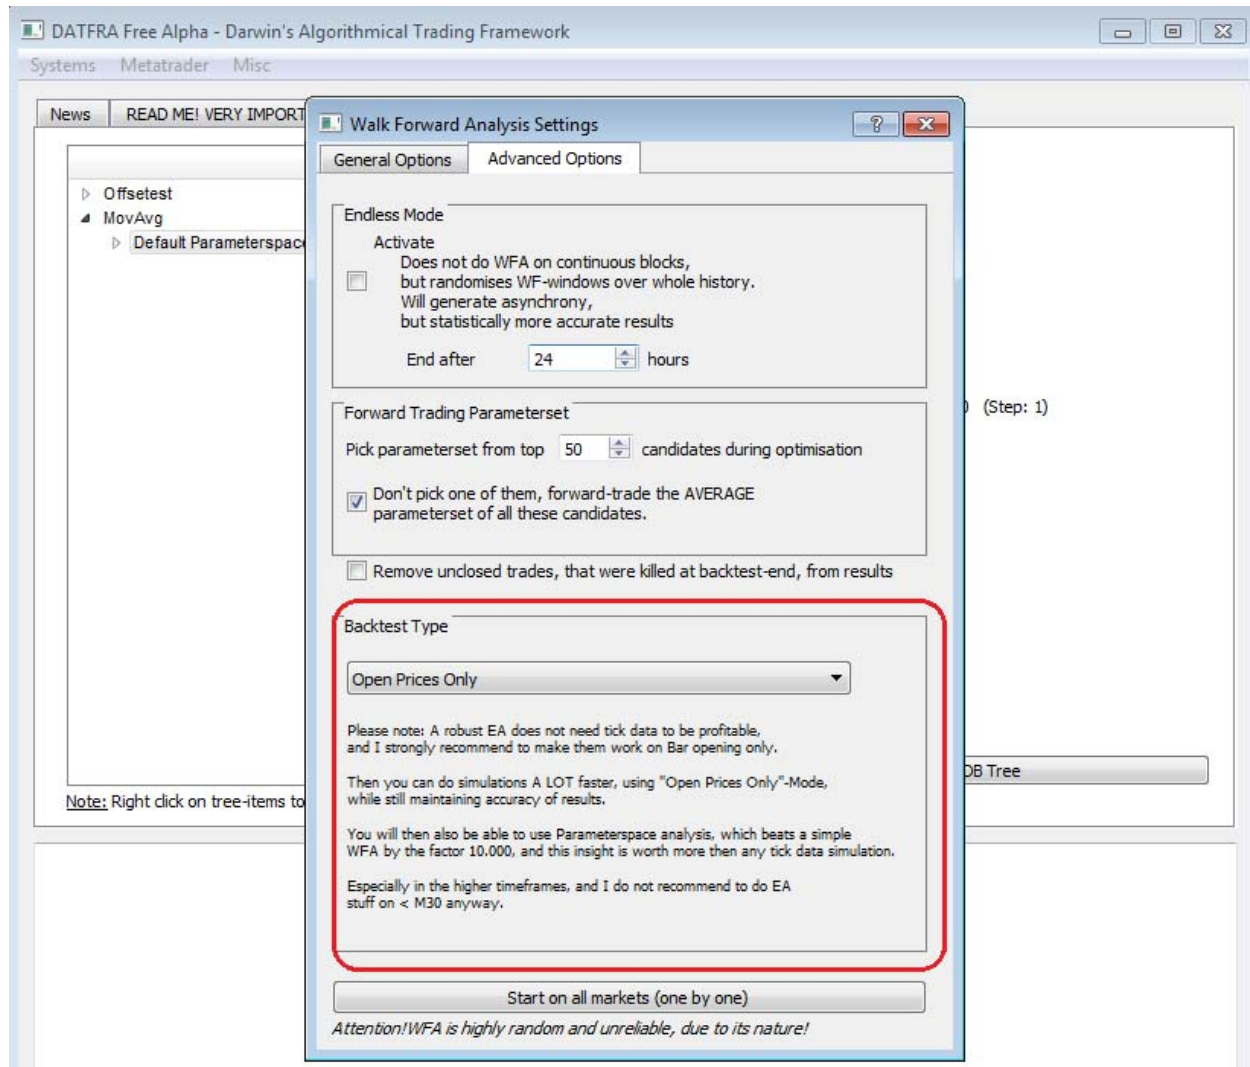 DATFRA Free Alpha - Darwin's Algorithmical Trading Framework
Systems Metatrader Misc
News READ ME! VERY IMPORT
Offsetest
MovAvg
Default Parameterspac
Note: Right click on tree-items to
Walk Forward Analysis Settings
General Options Advanced Options
Endless Mode
Activate
Does not do WFA on continuous blocks,
but randomises WF-windows over whole history.
Will generate asynchrony,
but statistically more accurate results
End after 24 hours
Forward Trading Parameterset
Pick parameterset from top 50 candidates during optimisation
Don't pick one of them, forward-trade the AVERAGE
parameterset of all these candidates.
Remove unclosed trades, that were killed at backtest-end, from results
Backtest Type
Open Prices Only
Please note: A robust EA does not need tick data to be profitable,
and I strongly recommend to make them work on Bar opening only.
Then you can do simulations A LOT faster, using "Open Prices Only"-Mode,
while still maintaining accuracy of results.
You will then also be able to use Parameterspace analysis, which beats a simple
WFA by the factor 10.000, and this insight is worth more then any tick data simulation.
Especially in the higher timeframes, and I do not recommend to do EA
stuff on < M30 anyway.
Start on all markets (one by one)
Attention!WFA is highly random and unreliable, due to its nature!
(Step: 1)
DB Tree